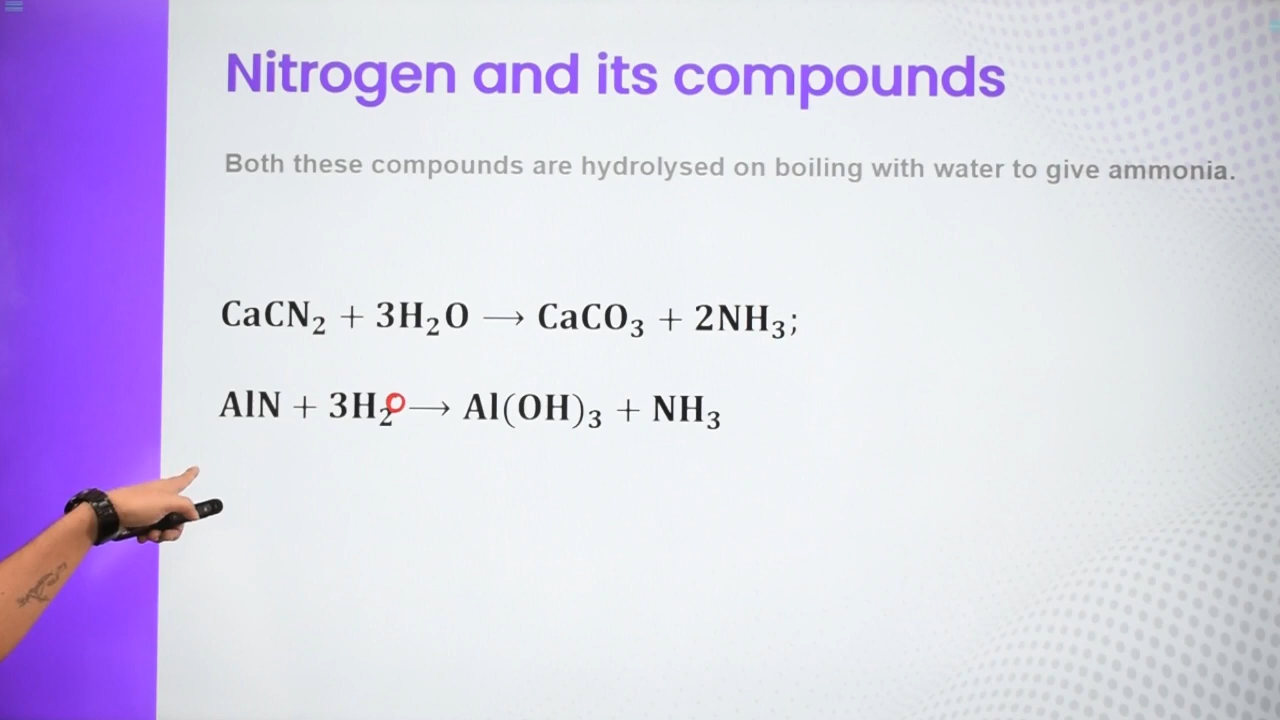 Nitrogen and its compounds
Both these compounds are hydrolysed on boiling with water to give ammonia.
CaCN₂ + 3H₂O ⟶ CaCO₃ + 2NH₃;
AlN + 3H₂O ⟶ Al(OH)₃ + NH₃